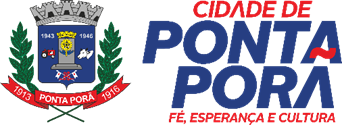 1943 1946
1913 PONTA PORÃ 1916
CIDADE DE
PONTA
PORÃ
FÉ, ESPERANÇA E CULTURA